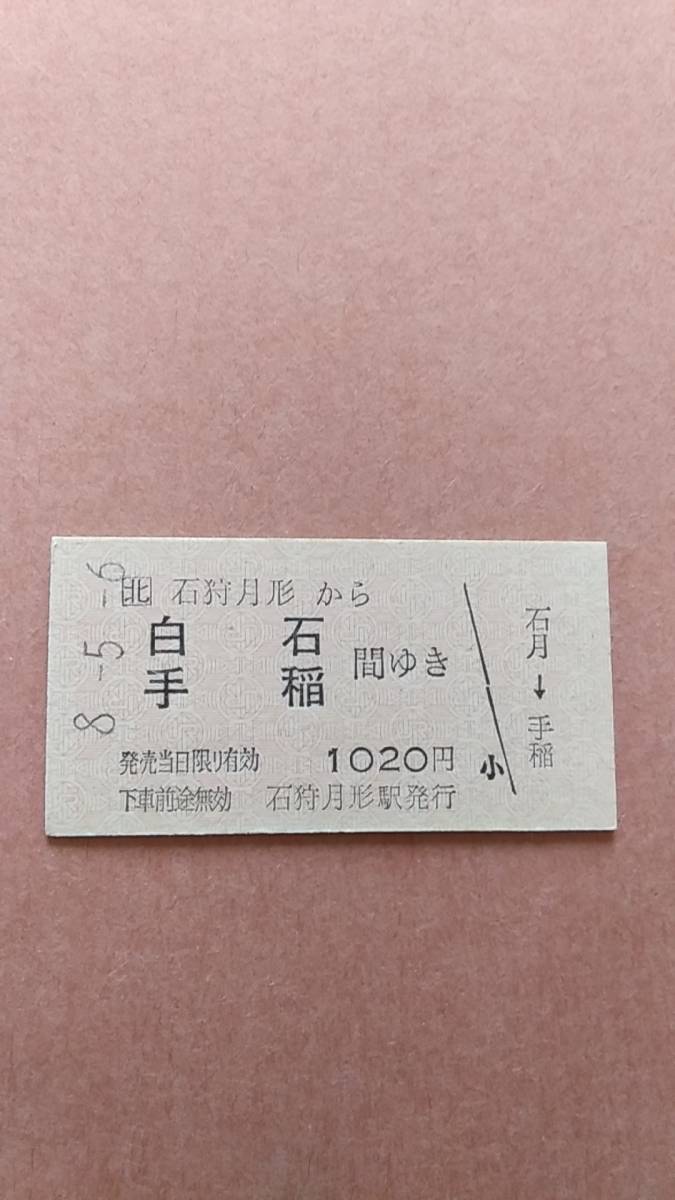 8-5-6
北 石狩月形 から
白石
手稲 間ゆき
発売当日限り有効 1020円
下車前途無効 石狩月形駅発行
小
石月→手稲